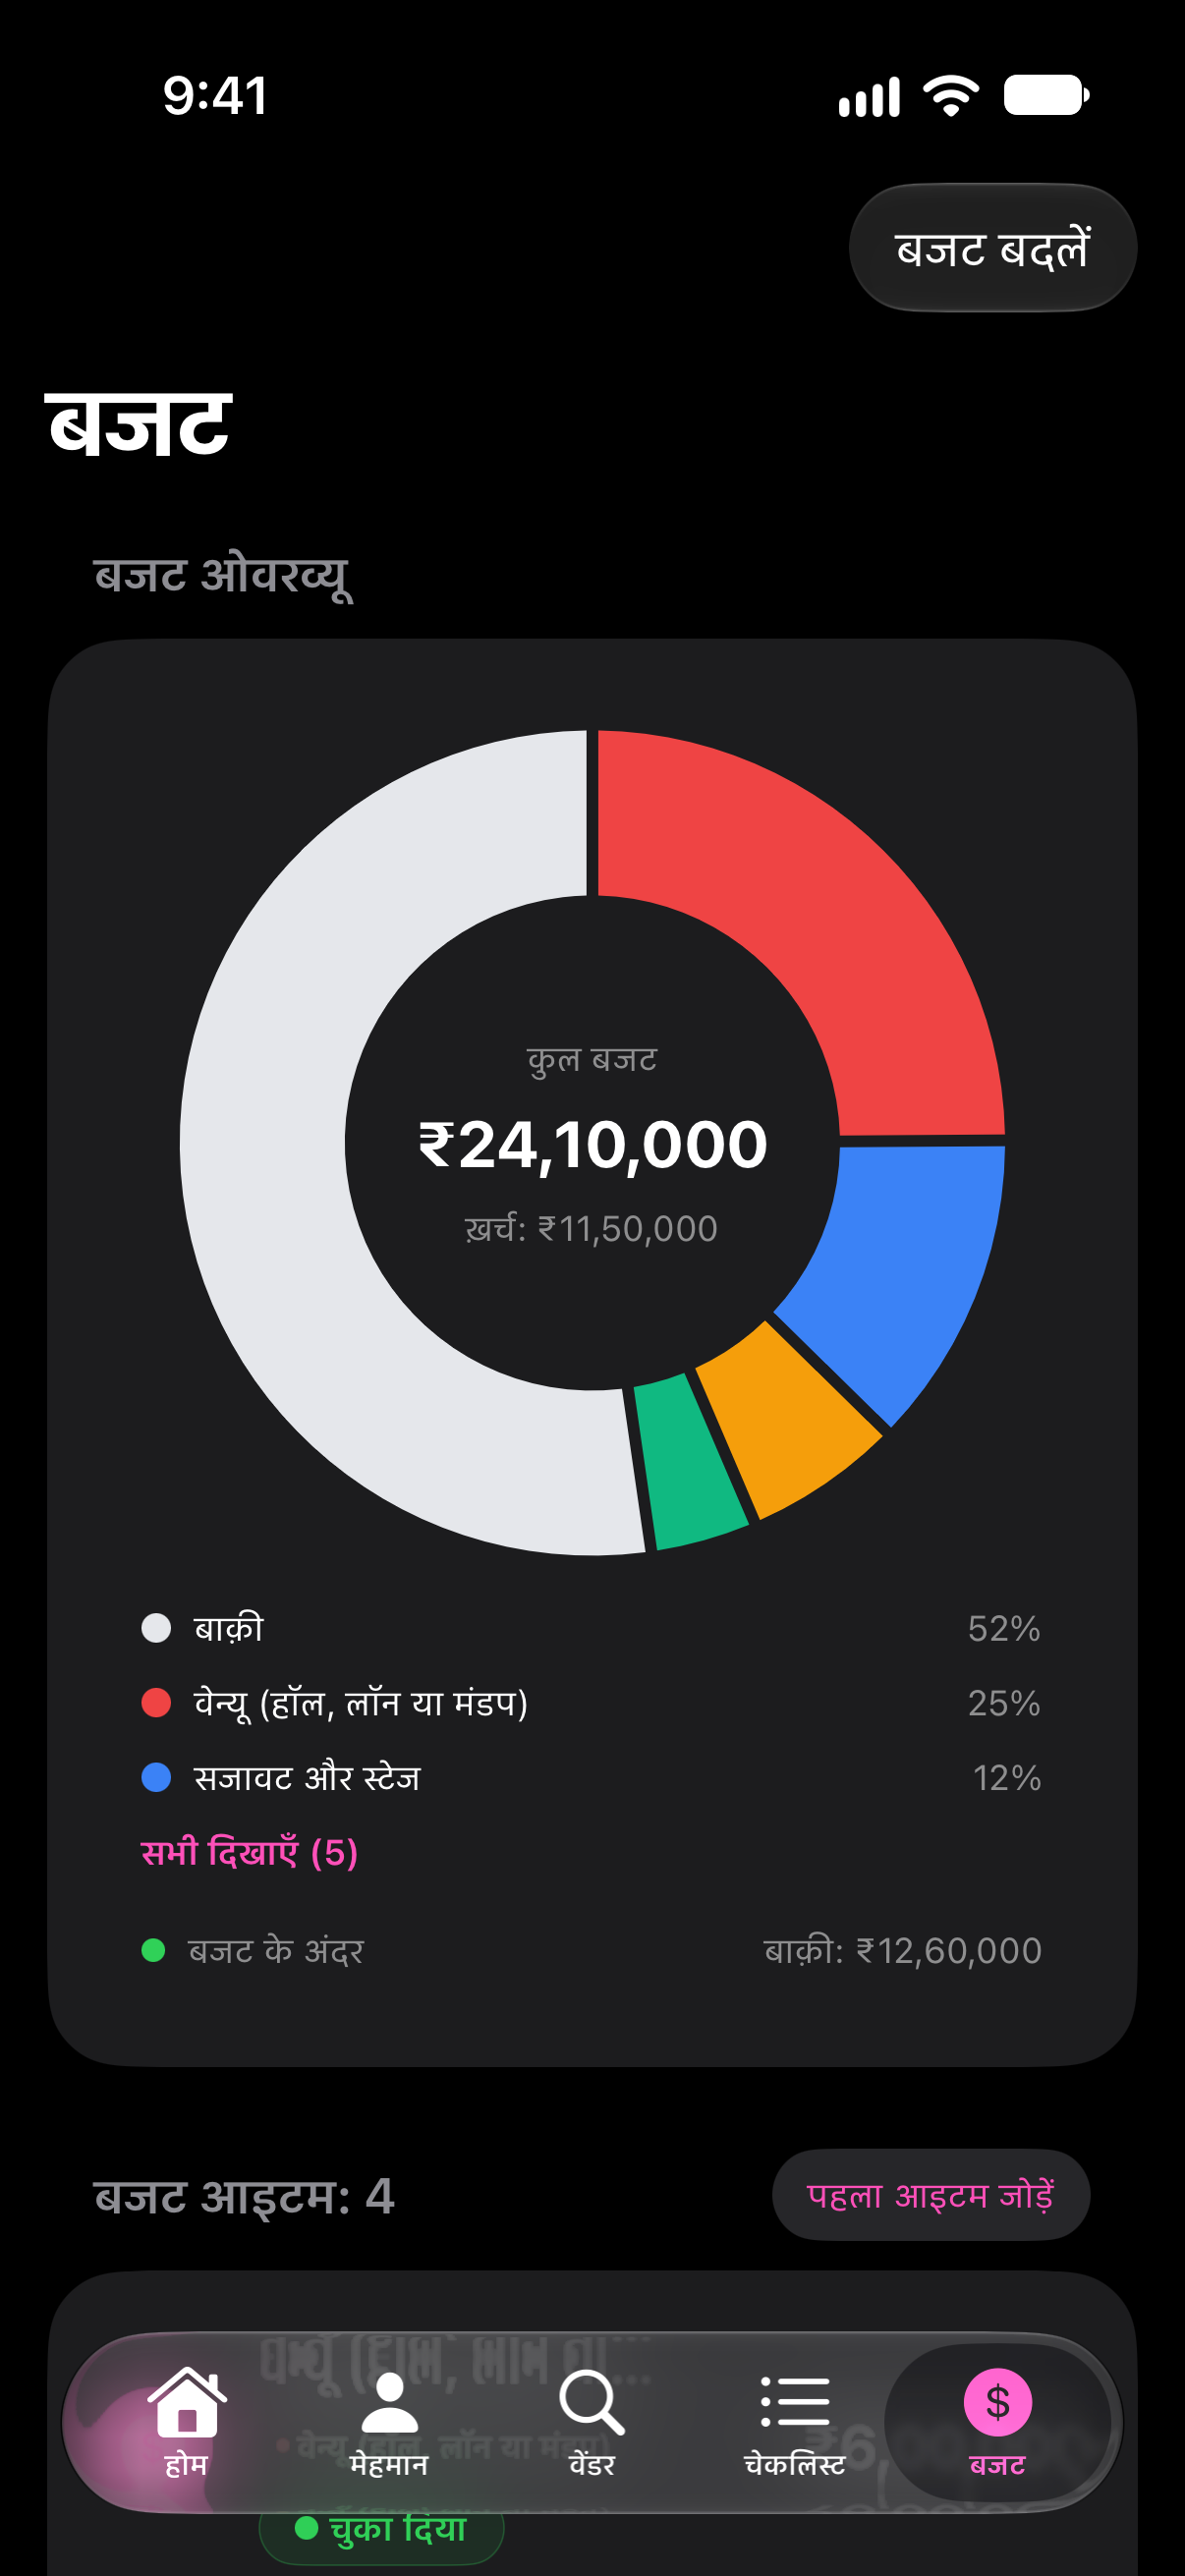 9:41
बजट बदलें
बजट
बजट ओवरव्यू
कुल बजट
₹24,10,000
ख़र्च: ₹11,50,000
बाक़ी 52%
वेन्यू (हॉल, लॉन या मंडप) 25%
सजावट और स्टेज 12%
सभी दिखाएँ (5)
बजट के अंदर बाक़ी: ₹12,60,000
बजट आइटम: 4 पहला आइटम जोड़ें
वेन्यू (हॉल, लॉन या मंडप)
होम मेहमान वेंडर चेकलिस्ट बजट
चुका दिया